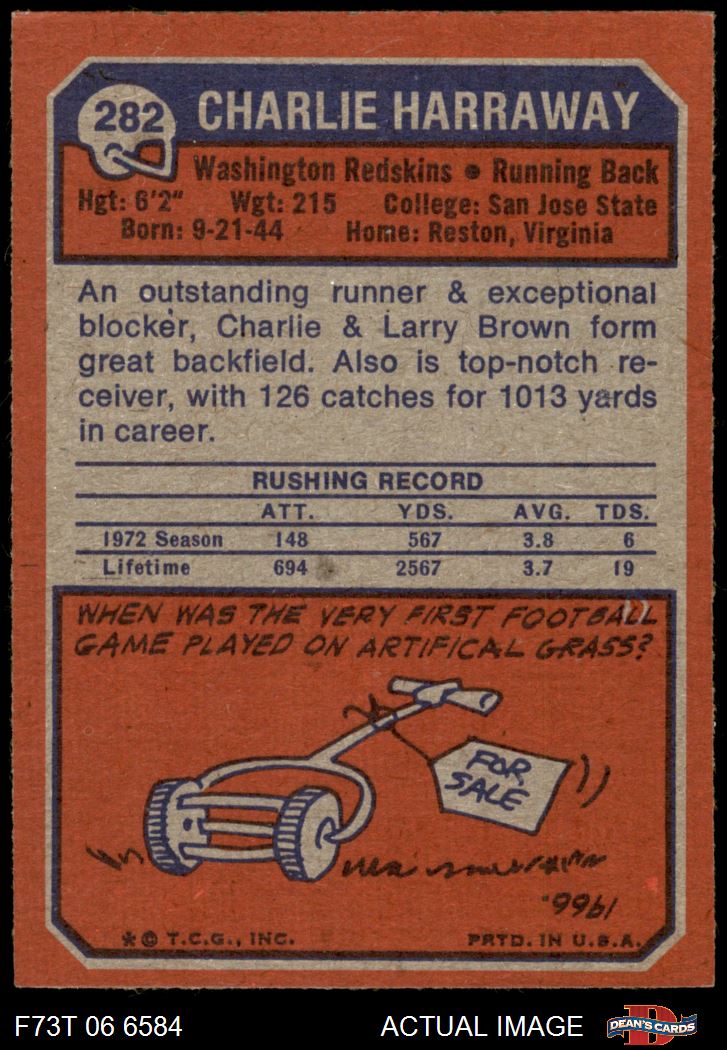 282 CHARLIE HARRAWAY
Washington Redskins • Running Back
Hgt: 6'2" Wgt: 215 College: San Jose State
Born: 9-21-44 Home: Reston, Virginia
An outstanding runner & exceptional
blocker, Charlie & Larry Brown form
great backfield. Also is top-notch re-
ceiver, with 126 catches for 1013 yards
in career.
RUSHING RECORD
ATT. YDS. AVG. TDS.
1972 Season 148 567 3.8 6
Lifetime 694 2567 3.7 19
WHEN WAS THE VERY FIRST FOOTBALL
GAME PLAYED ON ARTIFICAL GRASS?
FOR
SALE
1966.
* © T.C.G., INC. PRTD. IN U.S.A.
F73T 06 6584 ACTUAL IMAGE D DEAN'S CARDS